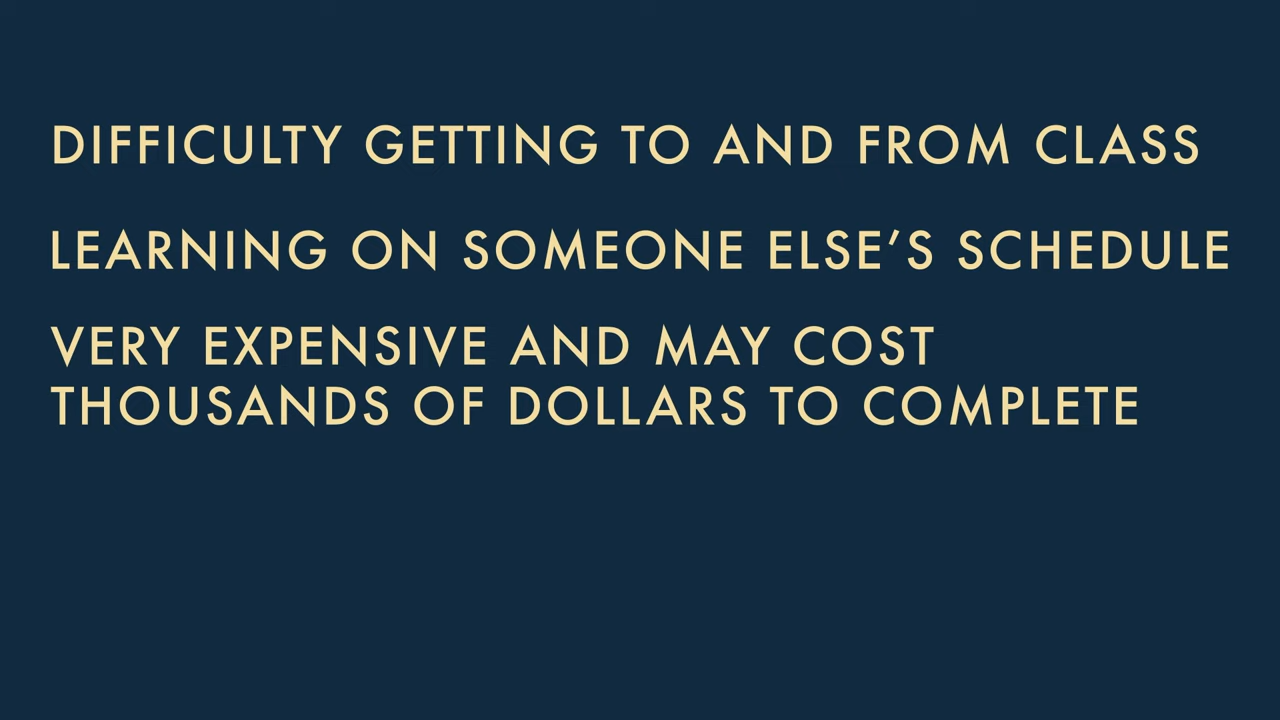 DIFFICULTY GETTING TO AND FROM CLASS
LEARNING ON SOMEONE ELSE’S SCHEDULE
VERY EXPENSIVE AND MAY COST
THOUSANDS OF DOLLARS TO COMPLETE